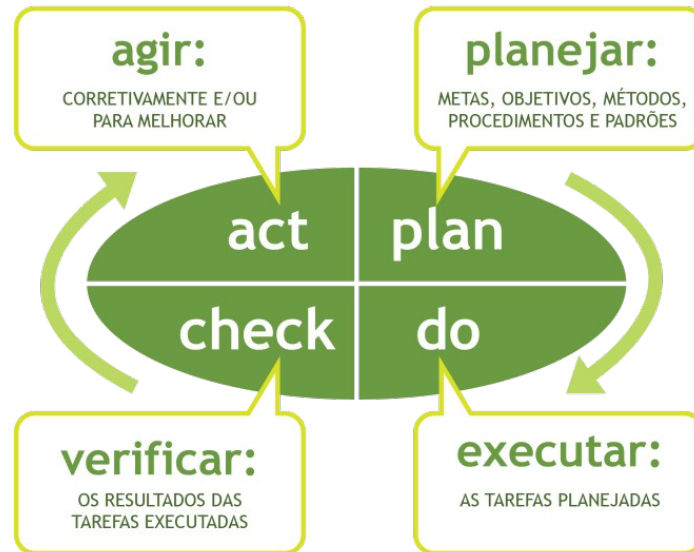 agir:
CORRETIVAMENTE E/OU
PARA MELHORAR
planejar:
METAS, OBJETIVOS, MÉTODOS,
PROCEDIMENTOS E PADRÕES
act
plan
check
do
verificar:
OS RESULTADOS DAS
TAREFAS EXECUTADAS
executar:
AS TAREFAS PLANEJADAS